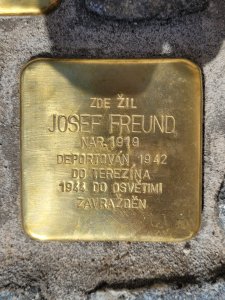 ZDE ŽIL
JOSEF FREUND
NAR. 1919
DEPORTOVÁN 1942
DO TEREZÍNA
1944 DO OSVĚTIMI
ZAVRAŽDĚN